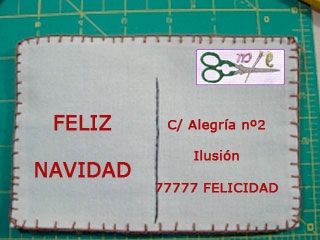 FELIZ
NAVIDAD
C/ Alegría nº2
Ilusión
77777 FELICIDAD